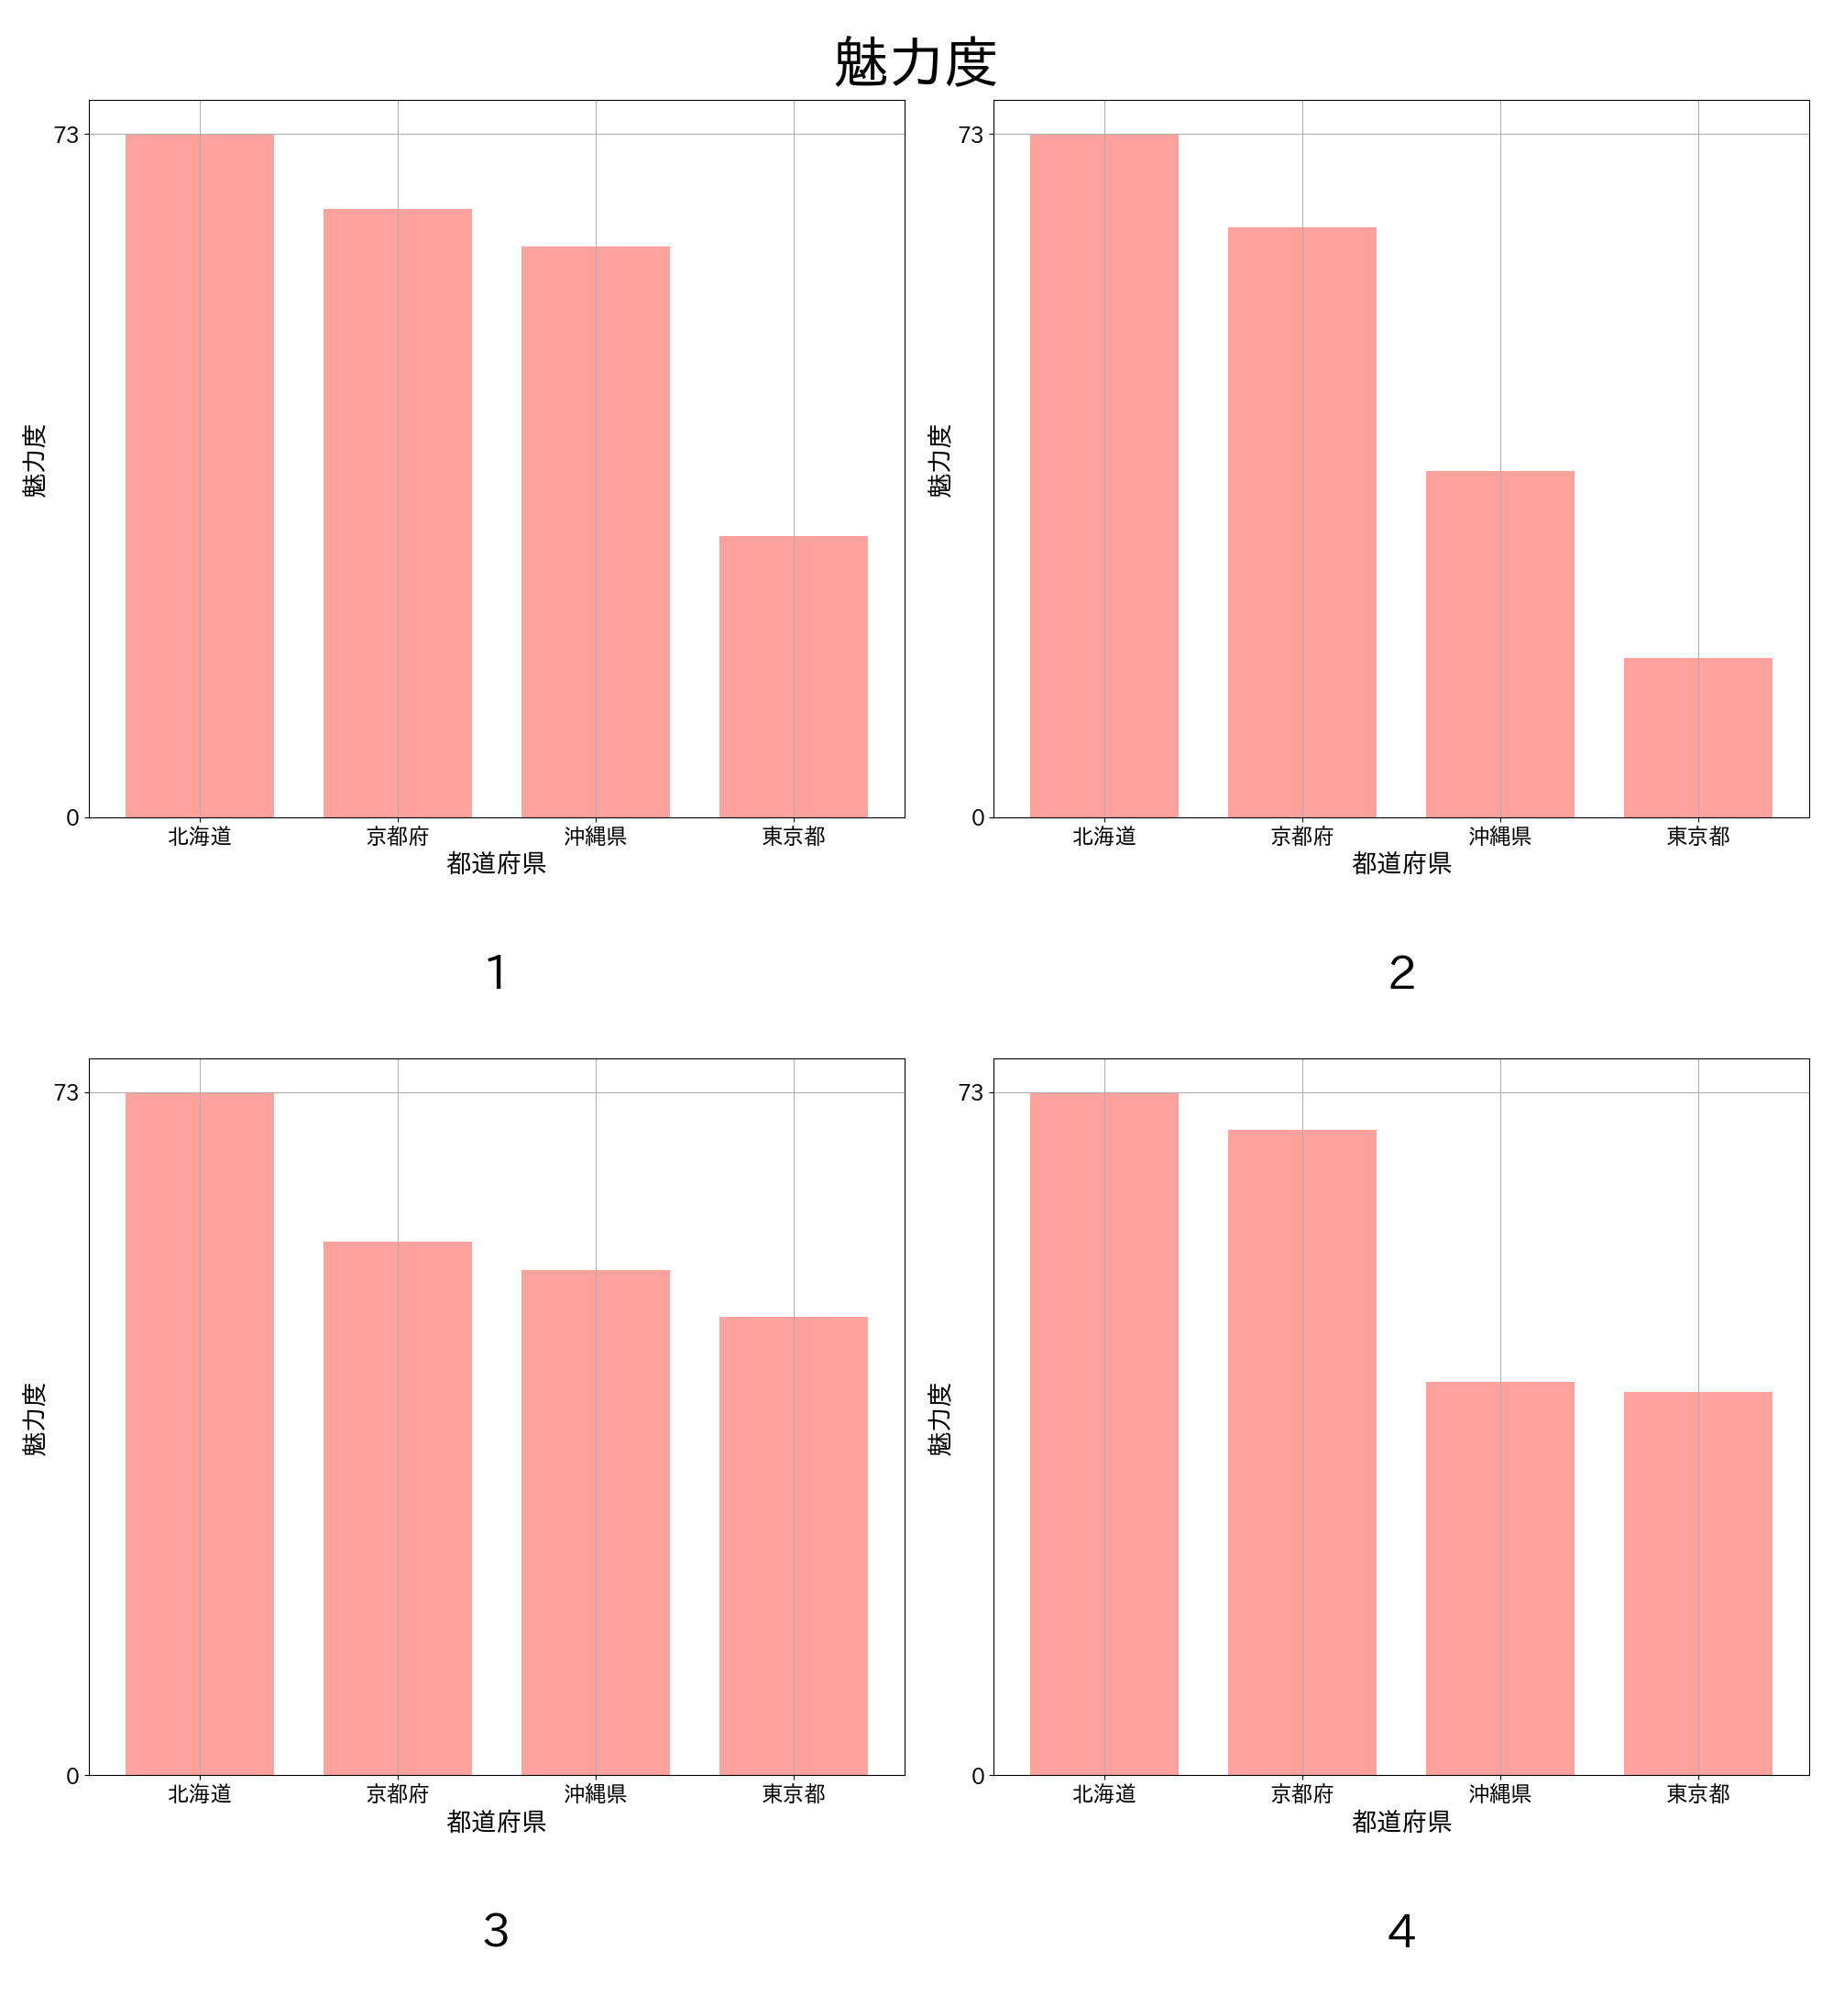 魅力度
73
魅力度
0
北海道 京都府 沖縄県 東京都
都道府県
1
73
魅力度
0
北海道 京都府 沖縄県 東京都
都道府県
2
73
魅力度
0
北海道 京都府 沖縄県 東京都
都道府県
3
73
魅力度
0
北海道 京都府 沖縄県 東京都
都道府県
4